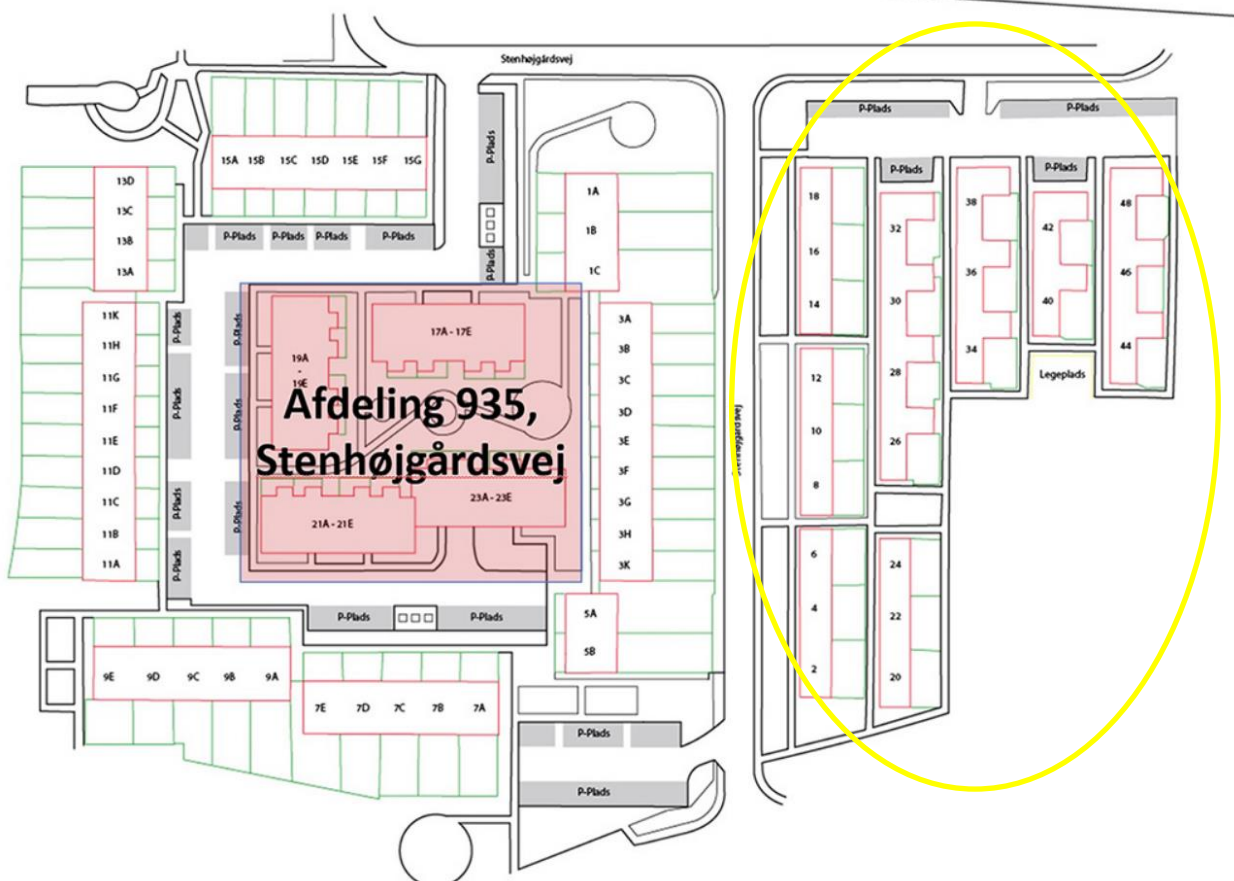 Stenhøjgårdsvej
P-Plads
P-Plads
P-Plads
P-Plads
15A 15B 15C 15D 15E 15F 15G
13D
13C
13B
13A
P-Plads P-Plads P-Plads P-Plads
P-Plads
1A
1B
1C
18
16
14
P-Plads
32
30
28
26
38
36
34
P-Plads
42
40
48
46
44
Legeplads
11K
11H
11G
11F
11E
11D
11C
11B
11A
P-Plads
P-Plads
P-Plads
P-Plads
P-Plads
P-Plads
P-Plads
19A
-
19E
17A - 17E
Afdeling 935,
Stenhøjgårdsvej
21A - 21E
23A - 23E
3A
3B
3C
3D
3E
3F
3G
3H
3K
12
10
8
6
4
2
24
22
20
P-Plads P-Plads
5A
5B
9E 9D 9C 9B 9A
7E 7D 7C 7B 7A
P-Plads
P-Plads